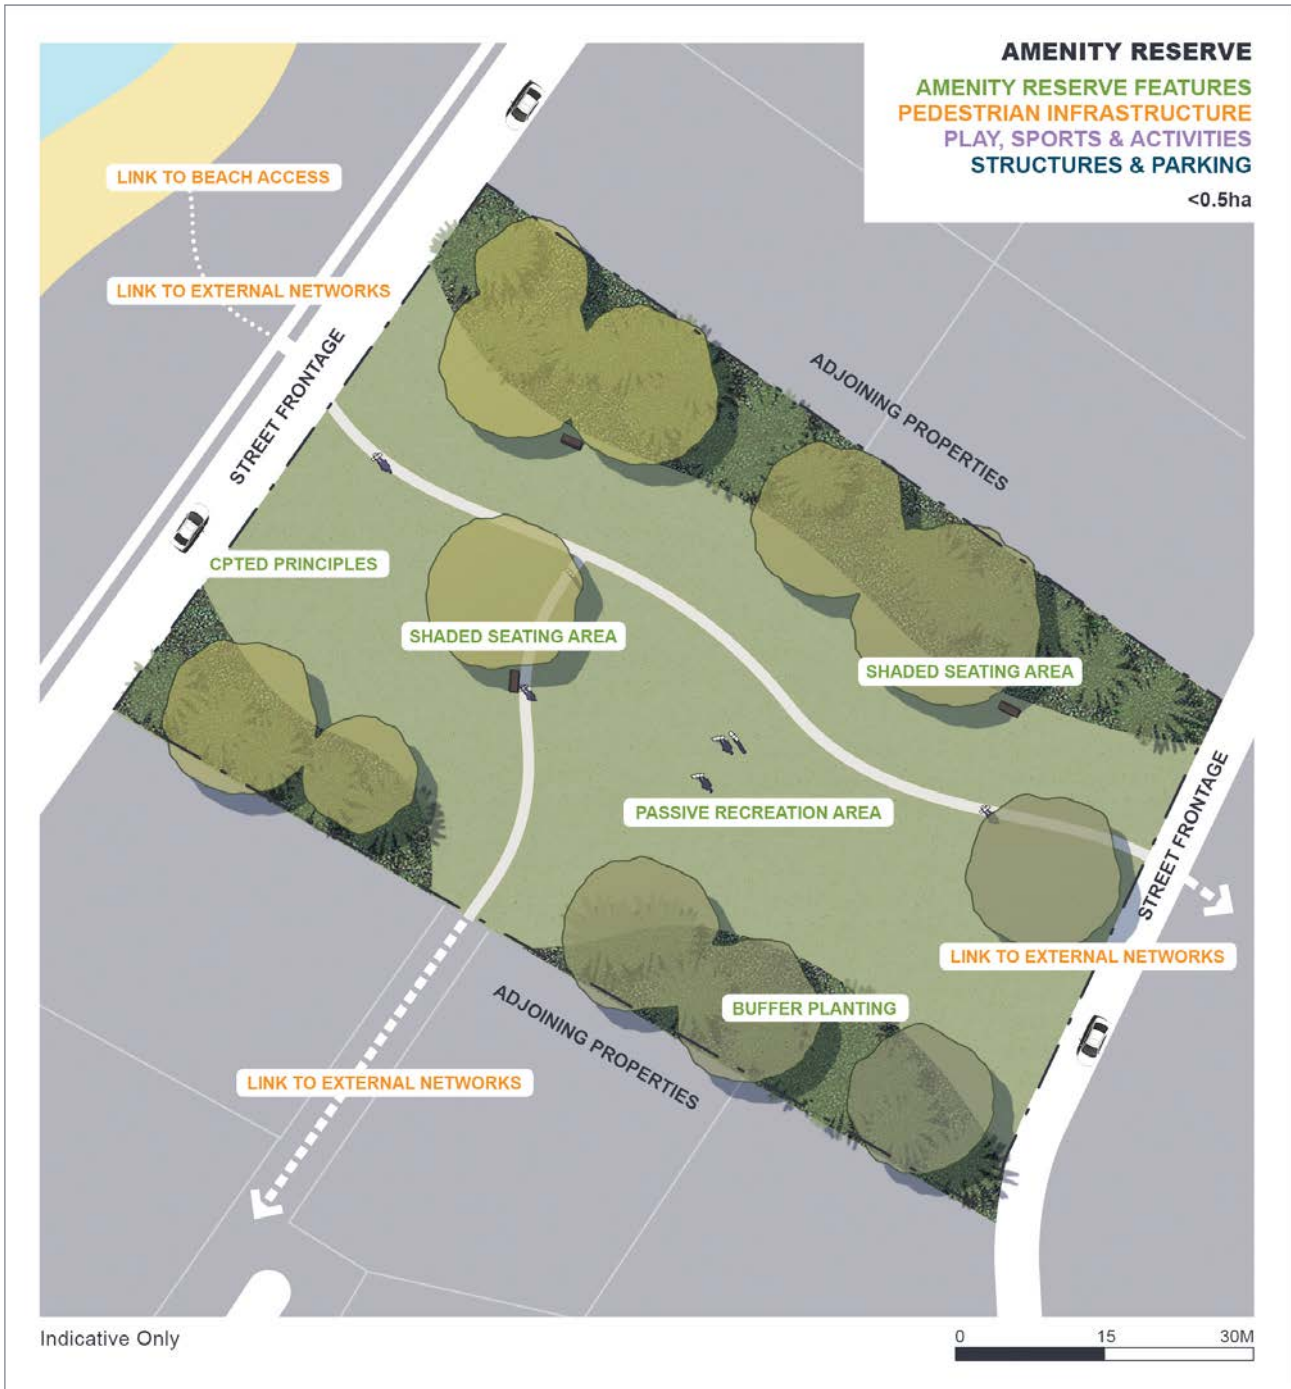 AMENITY RESERVE
AMENITY RESERVE FEATURES
PEDESTRIAN INFRASTRUCTURE
PLAY, SPORTS & ACTIVITIES
STRUCTURES & PARKING
<0.5ha
LINK TO BEACH ACCESS
LINK TO EXTERNAL NETWORKS
STREET FRONTAGE
ADJOINING PROPERTIES
CPTED PRINCIPLES
SHADED SEATING AREA
SHADED SEATING AREA
PASSIVE RECREATION AREA
STREET FRONTAGE
LINK TO EXTERNAL NETWORKS
BUFFER PLANTING
ADJOINING PROPERTIES
LINK TO EXTERNAL NETWORKS
Indicative Only
0 15 30M